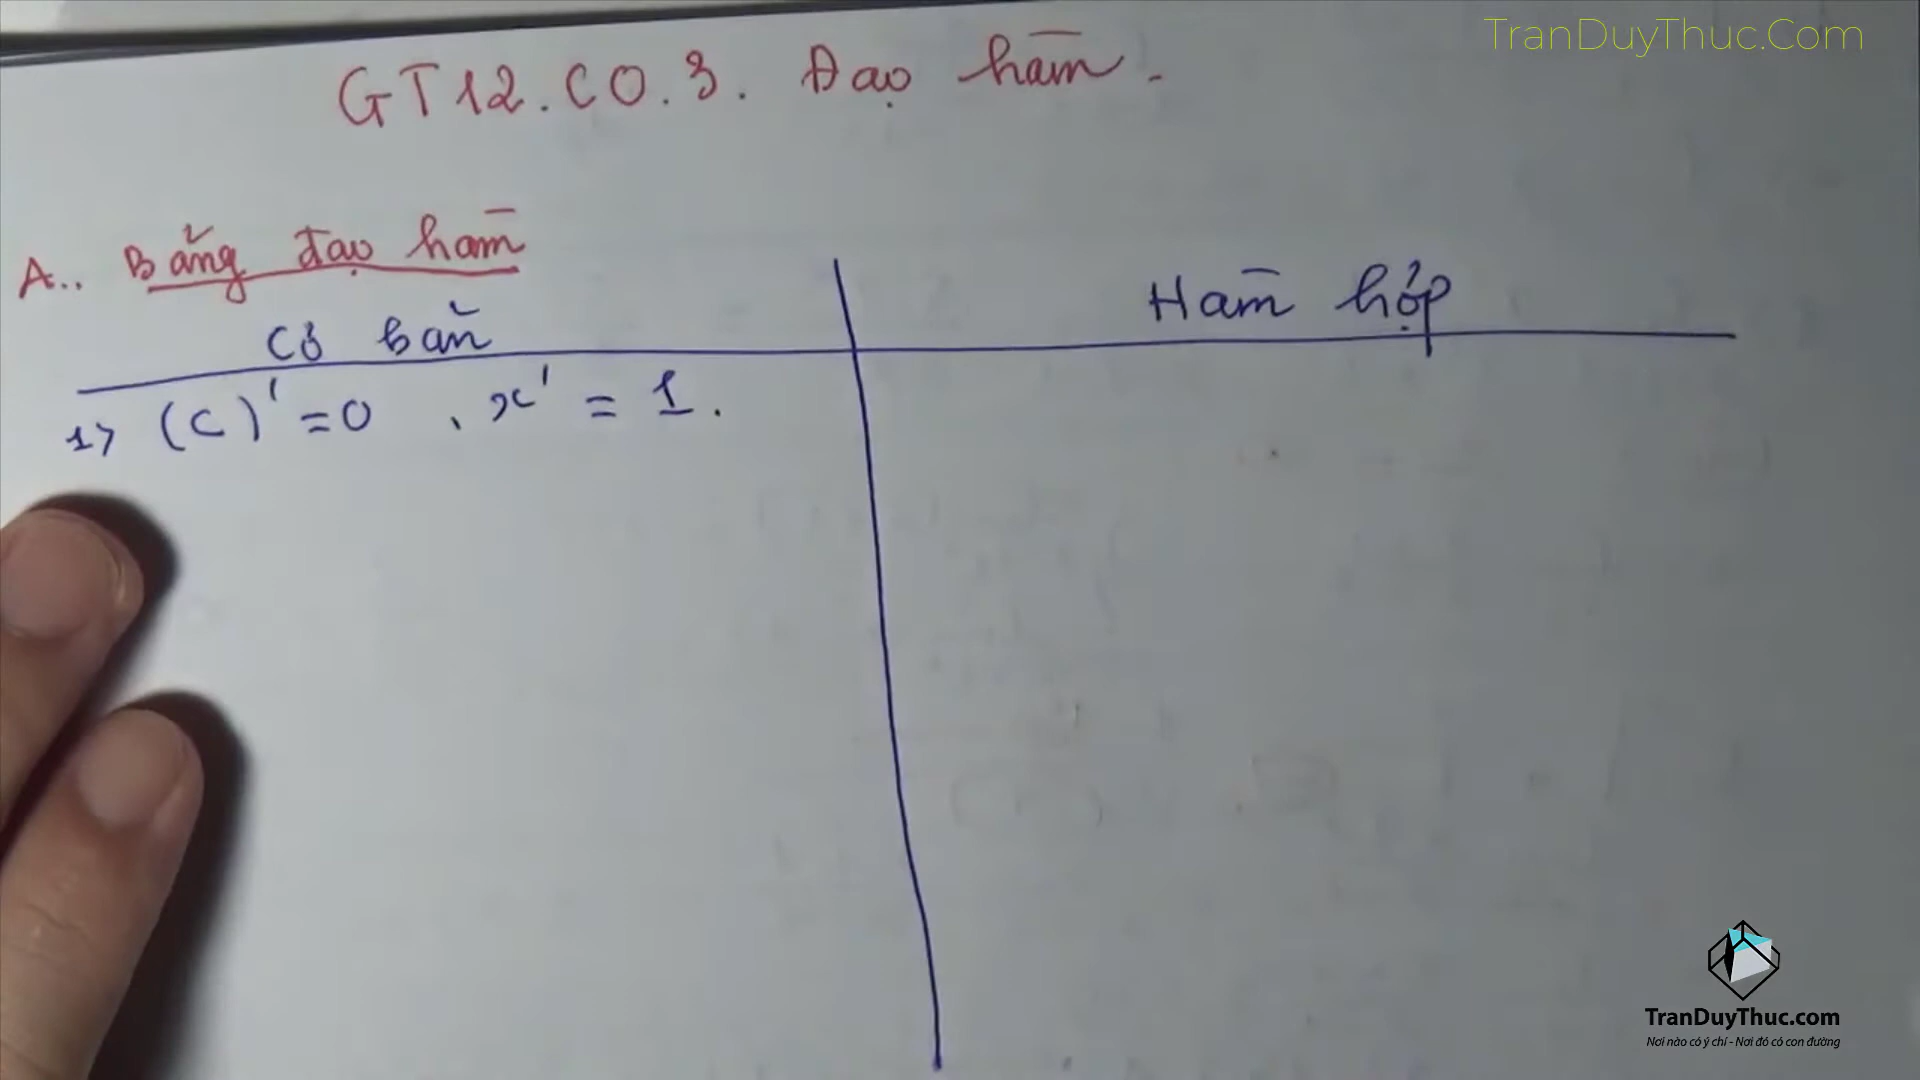 TranDuyThuc.Com
GT12.C0.3. Đạo hàm.
A.. Bảng đạo hàm
Cơ bản
Hàm hợp
1> (C)' = 0 , x' = 1.
TranDuyThuc.com
Nơi nào có ý chí - Nơi đó có con đường